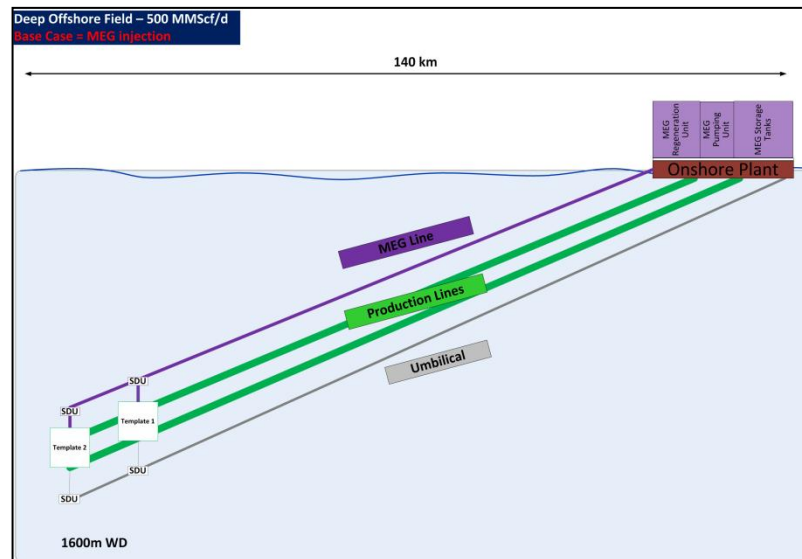 Deep Offshore Field – 500 MMScf/d
Base Case = MEG injection
140 km
MEG
Regeneration
Unit
MEG
Pumping
Unit
MEG Storage
Tanks
Onshore Plant
MEG Line
Production Lines
Umbilical
SDU
SDU
Template 1
Template 2
SDU
SDU
1600m WD